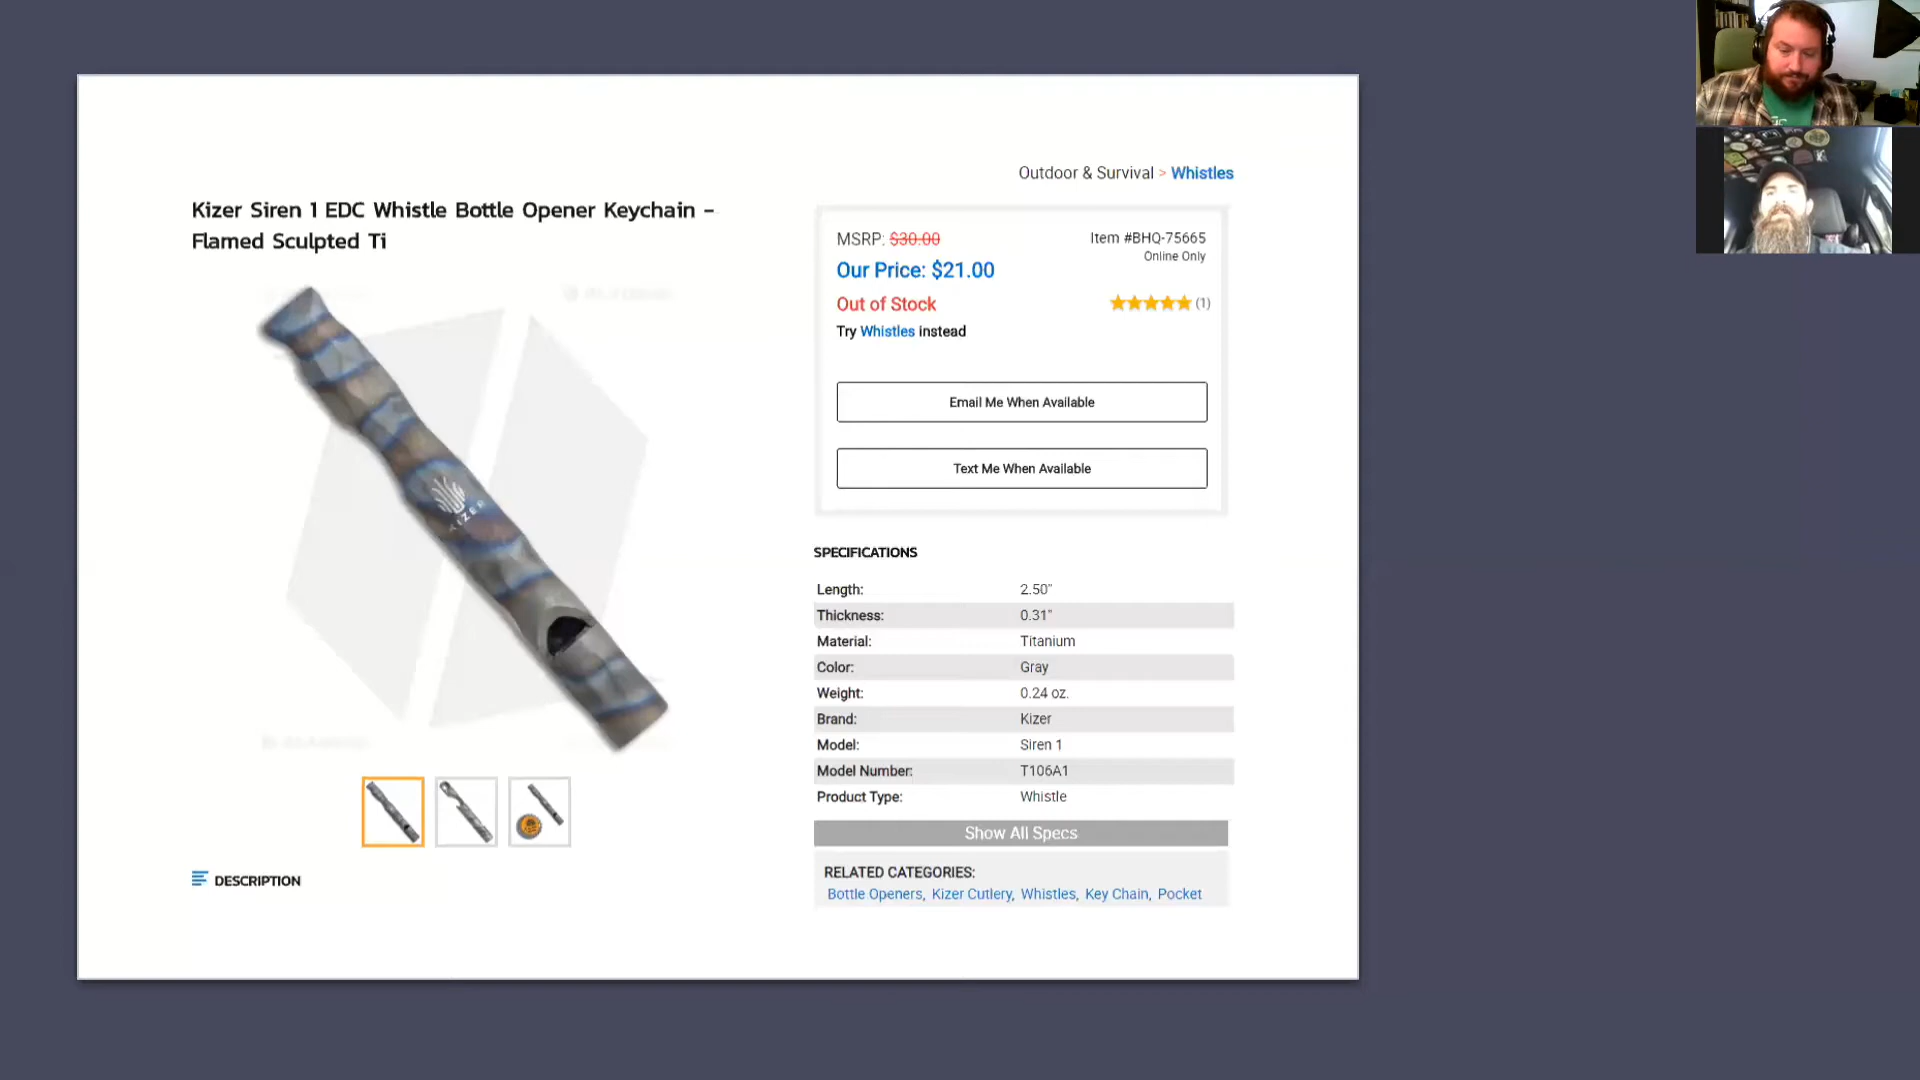 Outdoor & Survival > Whistles
Kizer Siren 1 EDC Whistle Bottle Opener Keychain -
Flamed Sculpted Ti
MSRP: $30.00
Item #BHQ-75665
Online Only
Our Price: $21.00
Out of Stock
(1)
Try Whistles instead
Email Me When Available
Text Me When Available
KIZER
SPECIFICATIONS
Length: 2.50"
Thickness: 0.31"
Material: Titanium
Color: Gray
Weight: 0.24 oz.
Brand: Kizer
Model: Siren 1
Model Number: T106A1
Product Type: Whistle
Show All Specs
RELATED CATEGORIES:
Bottle Openers, Kizer Cutlery, Whistles, Key Chain, Pocket
DESCRIPTION